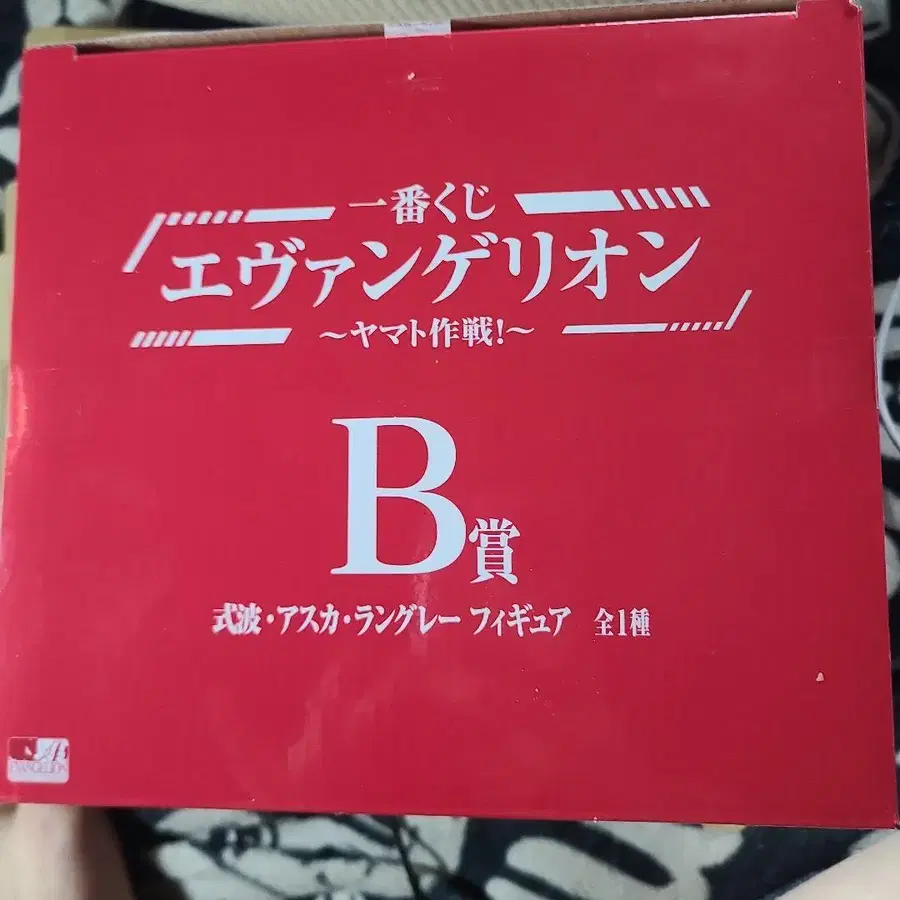 一番くじ
エヴァンゲリオン
～ヤマト作戦!～
B賞
式波・アスカ・ラングレー フィギュア 全1種
EVANGELION